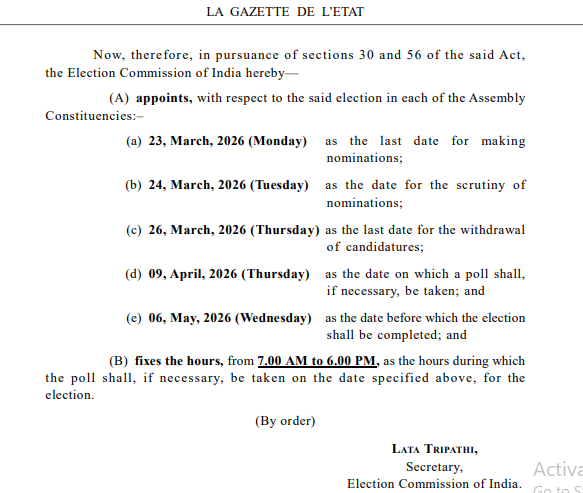 LA GAZETTE DE L'ETAT
Now, therefore, in pursuance of sections 30 and 56 of the said Act,
the Election Commission of India hereby—
(A) appoints, with respect to the said election in each of the Assembly
Constituencies:–
(a) 23, March, 2026 (Monday) as the last date for making
nominations;
(b) 24, March, 2026 (Tuesday) as the date for the scrutiny of
nominations;
(c) 26, March, 2026 (Thursday) as the last date for the withdrawal
of candidatures;
(d) 09, April, 2026 (Thursday) as the date on which a poll shall,
if necessary, be taken; and
(e) 06, May, 2026 (Wednesday) as the date before which the election
shall be completed; and
(B) fixes the hours, from 7.00 AM to 6.00 PM, as the hours during which
the poll shall, if necessary, be taken on the date specified above, for the
election.
(By order)
LATA TRIPATHI,
Secretary,
Election Commission of India.
Activa
Go to S